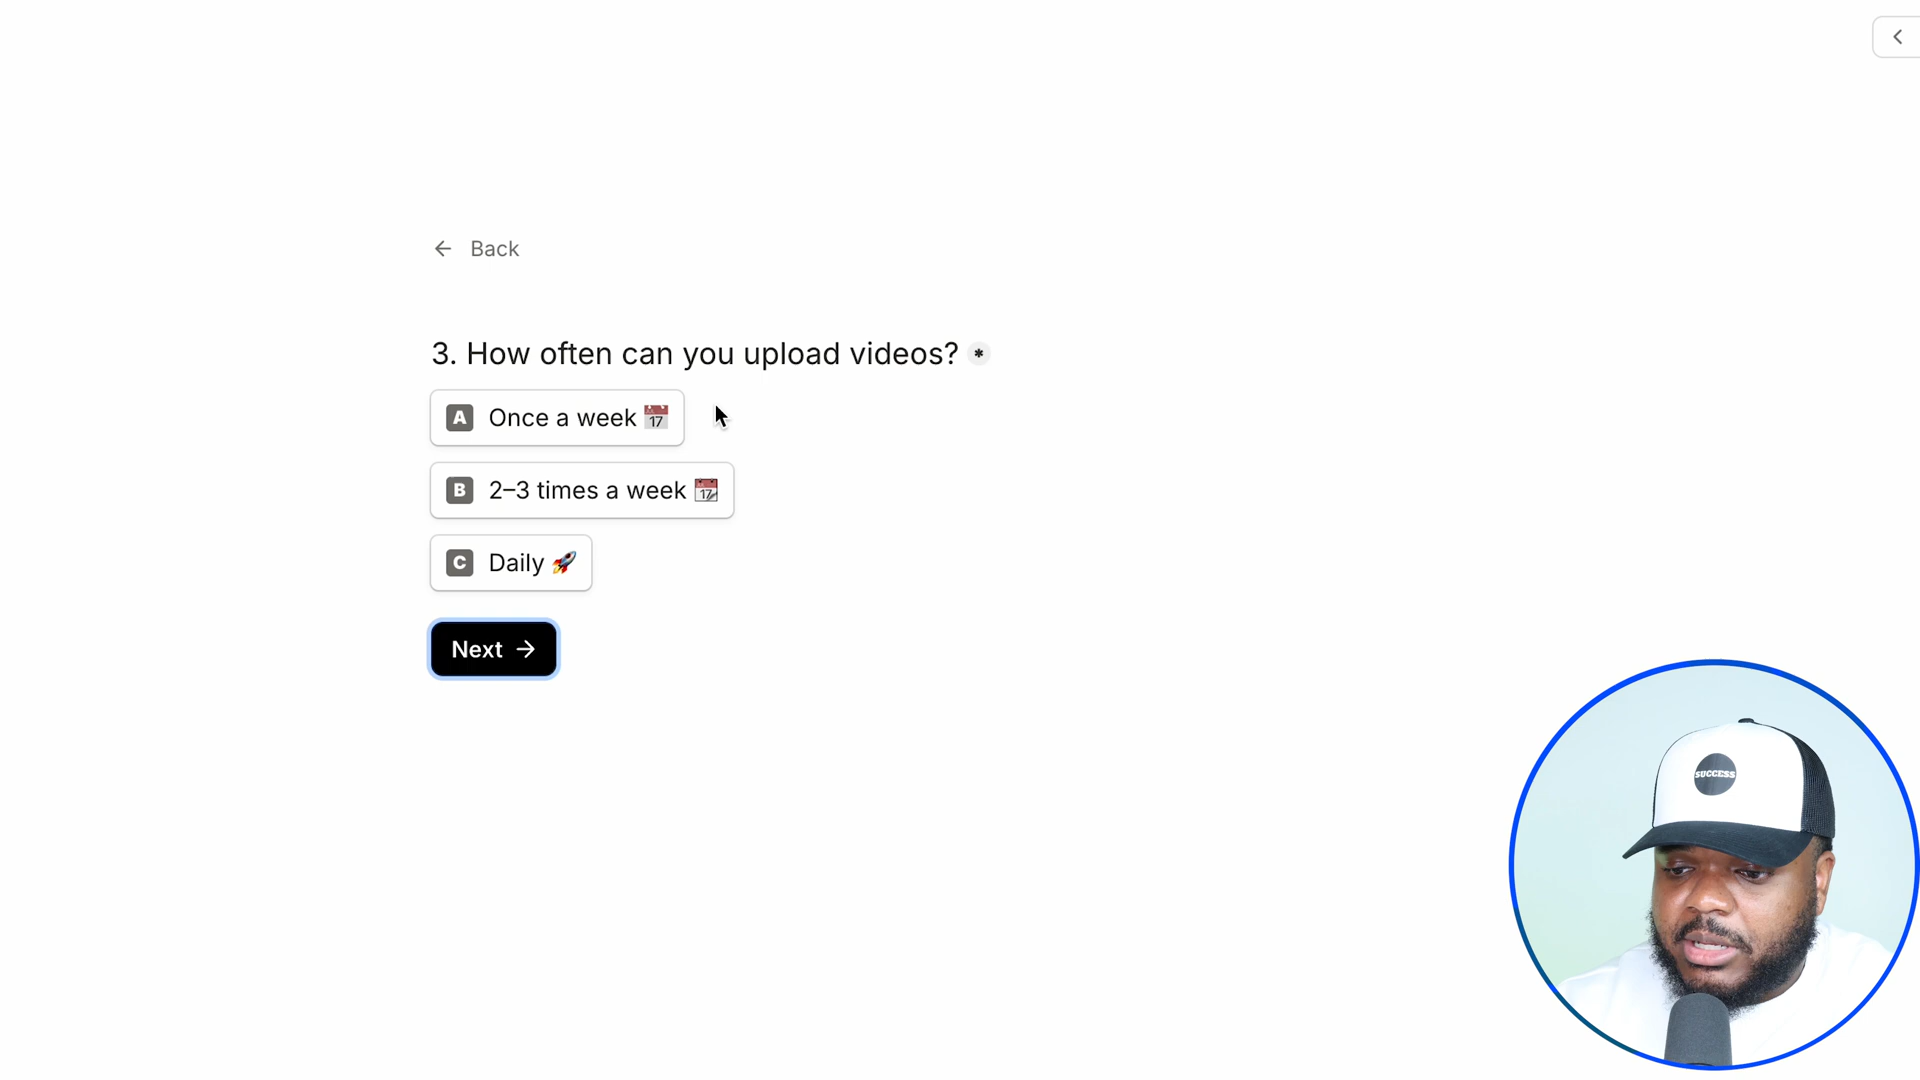 ← Back
3. How often can you upload videos? *
A Once a week
B 2–3 times a week
C Daily
Next →
SUCCESS